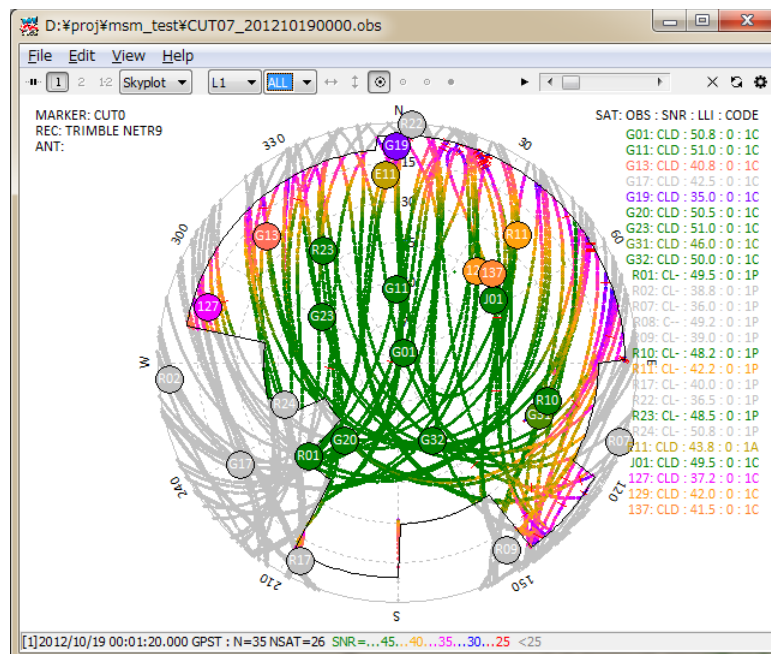 D:¥proj¥msm_test¥CUT07_201210190000.obs
File Edit View Help
1 2 1-2 Skyplot L1 ALL
MARKER: CUT0
REC: TRIMBLE NETR9
ANT:
SAT: OBS : SNR : LLI : CODE
G01: CLD : 50.8 : 0 : 1C
G11: CLD : 51.0 : 0 : 1C
G13: CLD : 40.8 : 0 : 1C
G17: CLD : 42.5 : 0 : 1C
G19: CLD : 35.0 : 0 : 1C
G20: CLD : 50.5 : 0 : 1C
G23: CLD : 51.0 : 0 : 1C
G31: CLD : 46.0 : 0 : 1C
G32: CLD : 50.0 : 0 : 1C
R01: CL- : 49.5 : 0 : 1P
R02: CL- : 38.8 : 0 : 1P
R07: CL- : 36.0 : 0 : 1P
R08: C-- : 49.2 : 0 : 1P
R09: CL- : 39.0 : 0 : 1P
R10: CL- : 48.2 : 0 : 1P
R11: CL- : 42.2 : 0 : 1P
R17: CL- : 40.0 : 0 : 1P
R22: CL- : 36.5 : 0 : 1P
R23: CL- : 48.5 : 0 : 1P
R24: CL- : 50.8 : 0 : 1P
E11: CLD : 43.8 : 0 : 1A
J01: CLD : 49.5 : 0 : 1C
127: CLD : 37.2 : 0 : 1C
129: CLD : 42.0 : 0 : 1C
137: CLD : 41.5 : 0 : 1C
N
R22
330
G19
30
15
E11
30
300
G13
R23
R11
60
137
G11
J01
127
G23
G01
W
E
R02
R24
R10
G20
G32
R07
R01
G17
240
120
R17
R09
210
150
S
[1]2012/10/19 00:01:20.000 GPST : N=35 NSAT=26 SNR=...45...40...35...30...25 <25